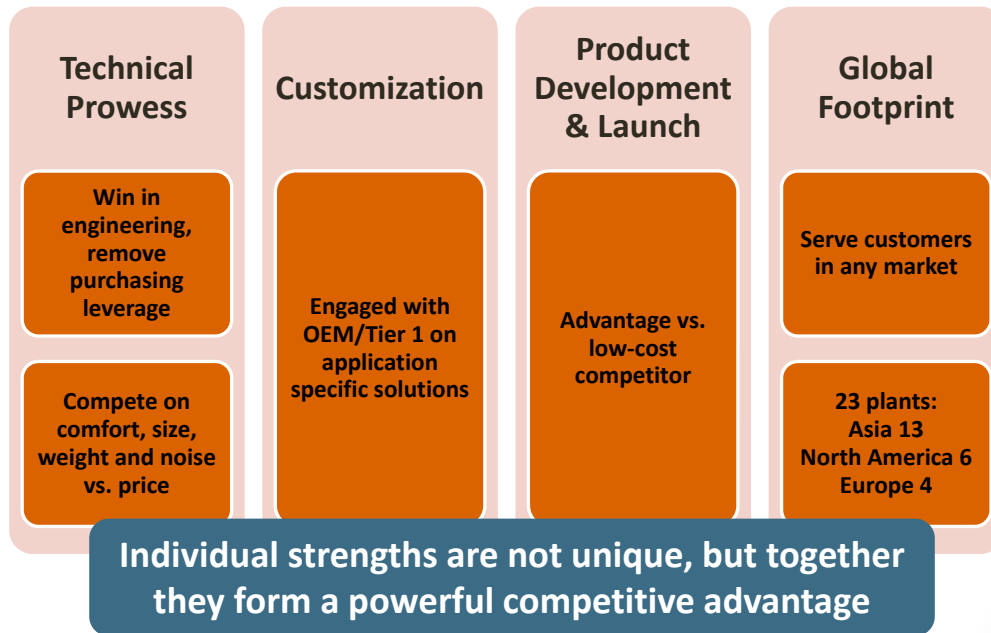 Technical
Prowess
Win in
engineering,
remove
purchasing
leverage
Compete on
comfort, size,
weight and noise
vs. price
Customization
Engaged with
OEM/Tier 1 on
application
specific solutions
Product
Development
& Launch
Advantage vs.
low-cost
competitor
Global
Footprint
Serve customers
in any market
23 plants:
Asia 13
North America 6
Europe 4
Individual strengths are not unique, but together
they form a powerful competitive advantage